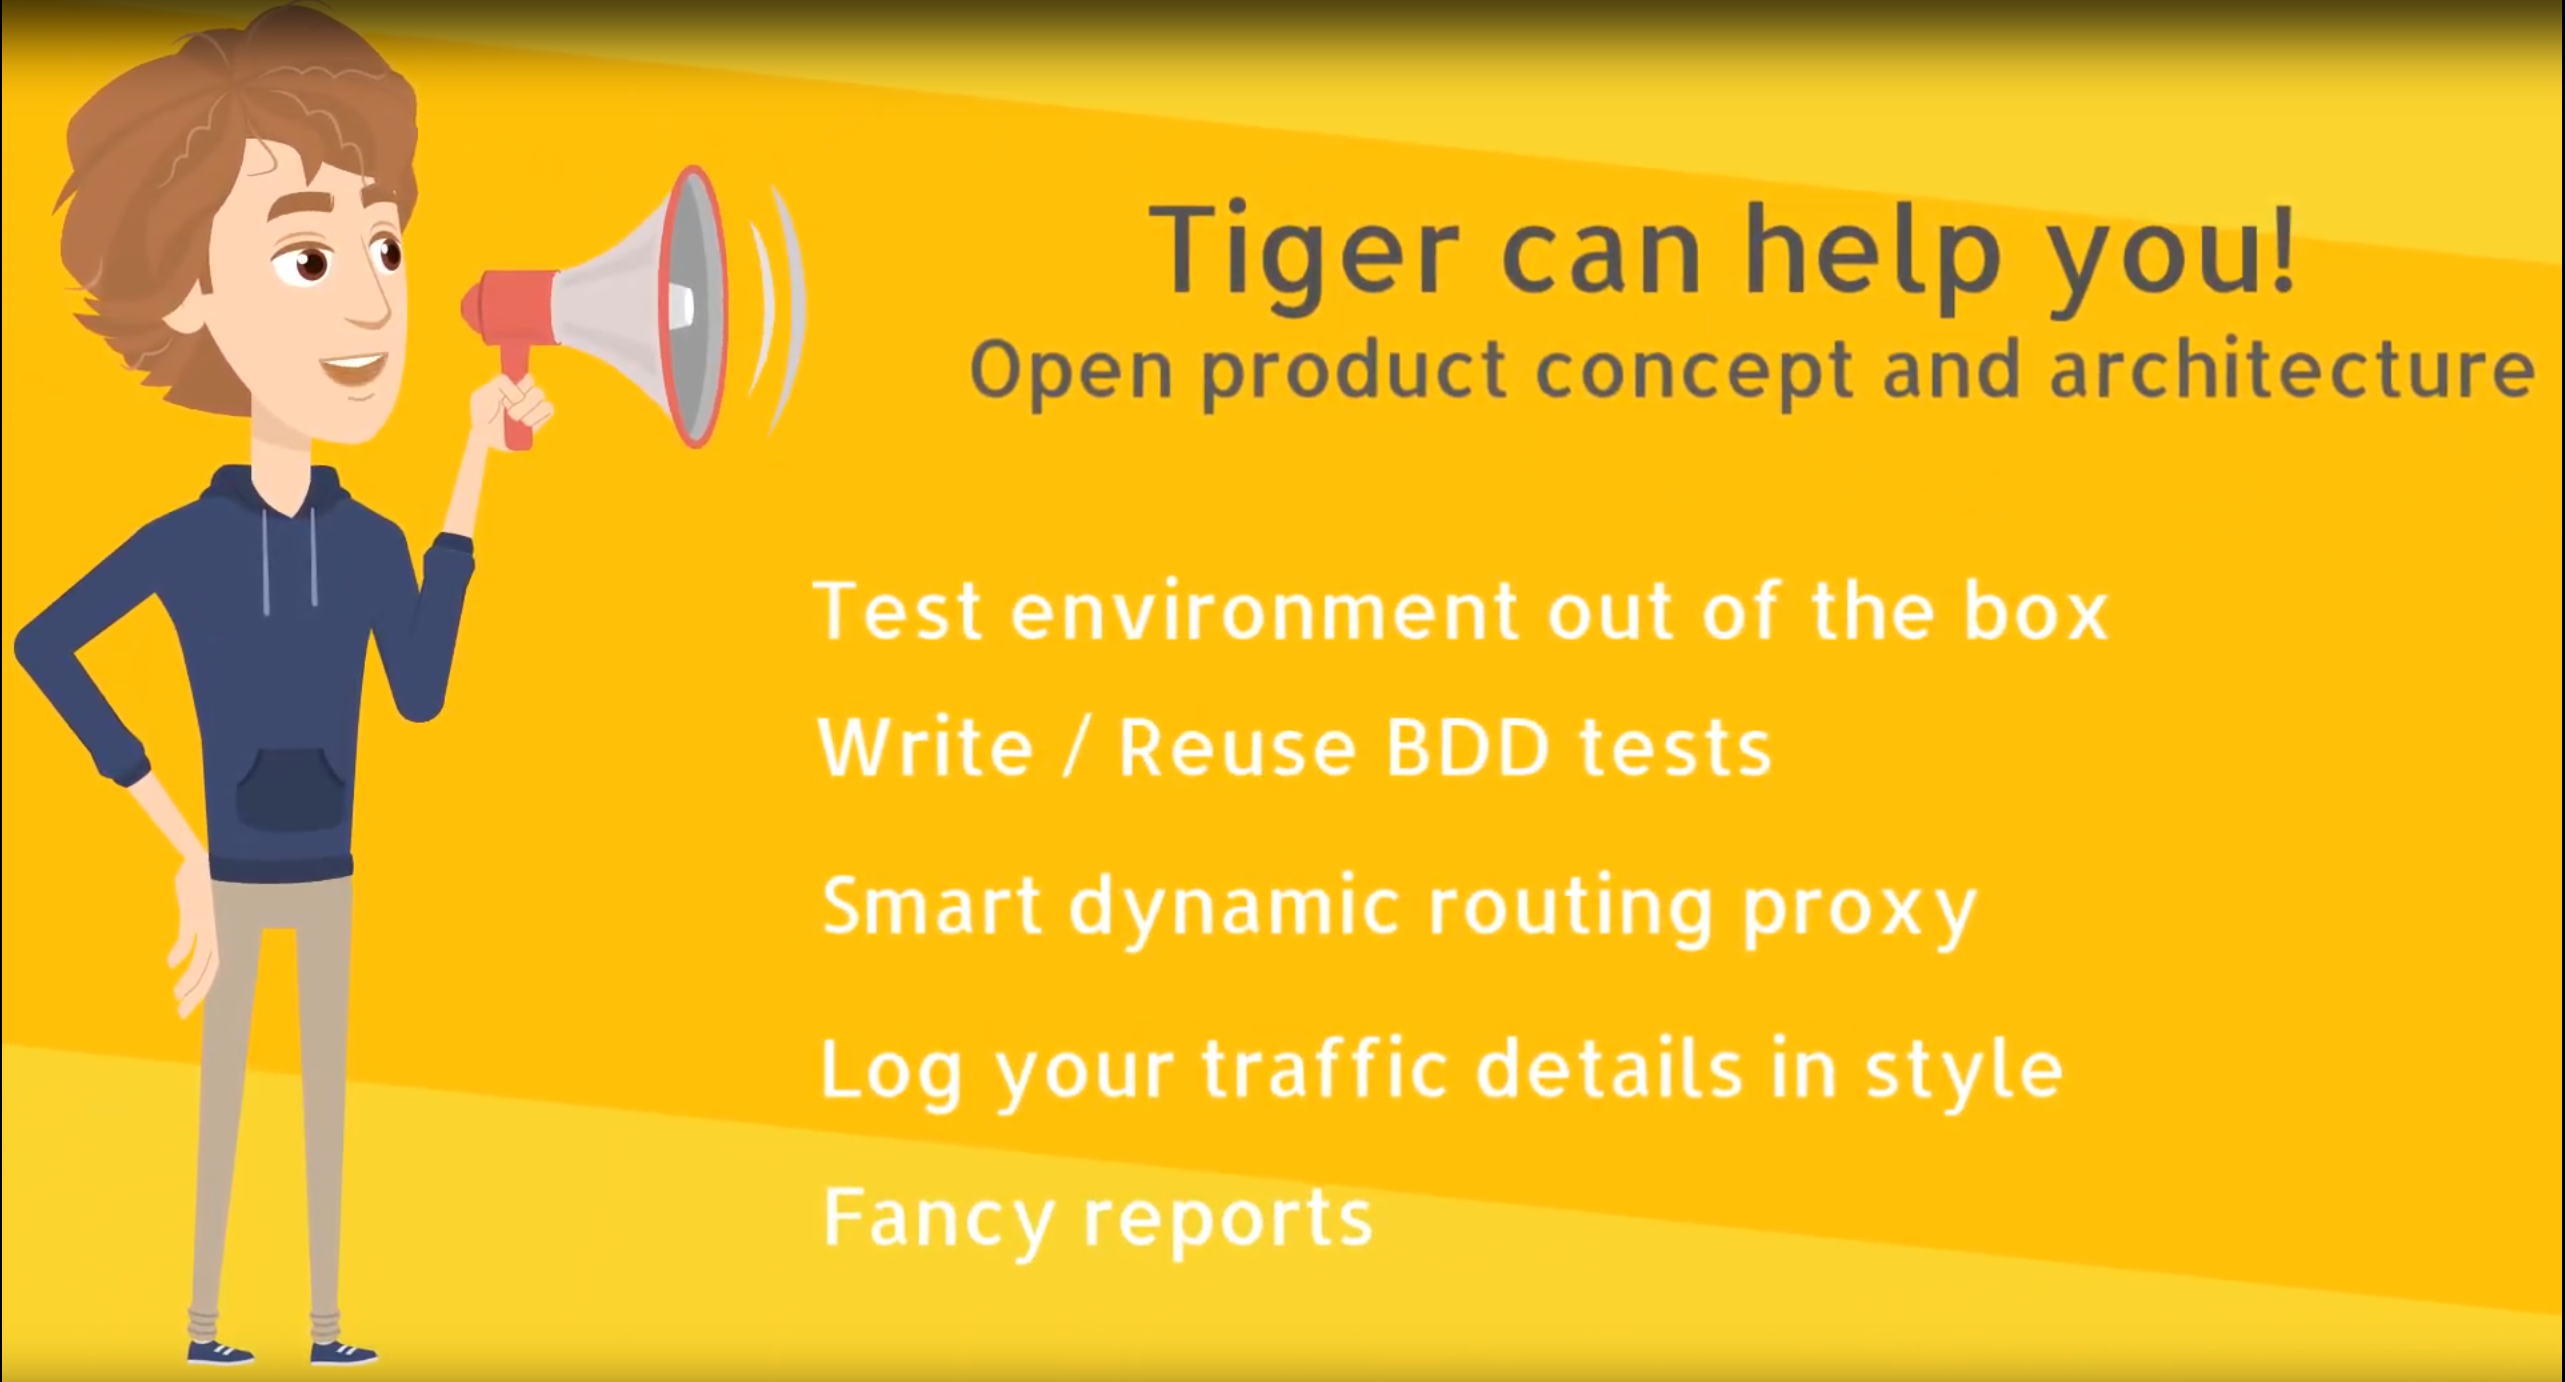 Tiger can help you!
Open product concept and architecture
Test environment out of the box
Write / Reuse BDD tests
Smart dynamic routing proxy
Log your traffic details in style
Fancy reports